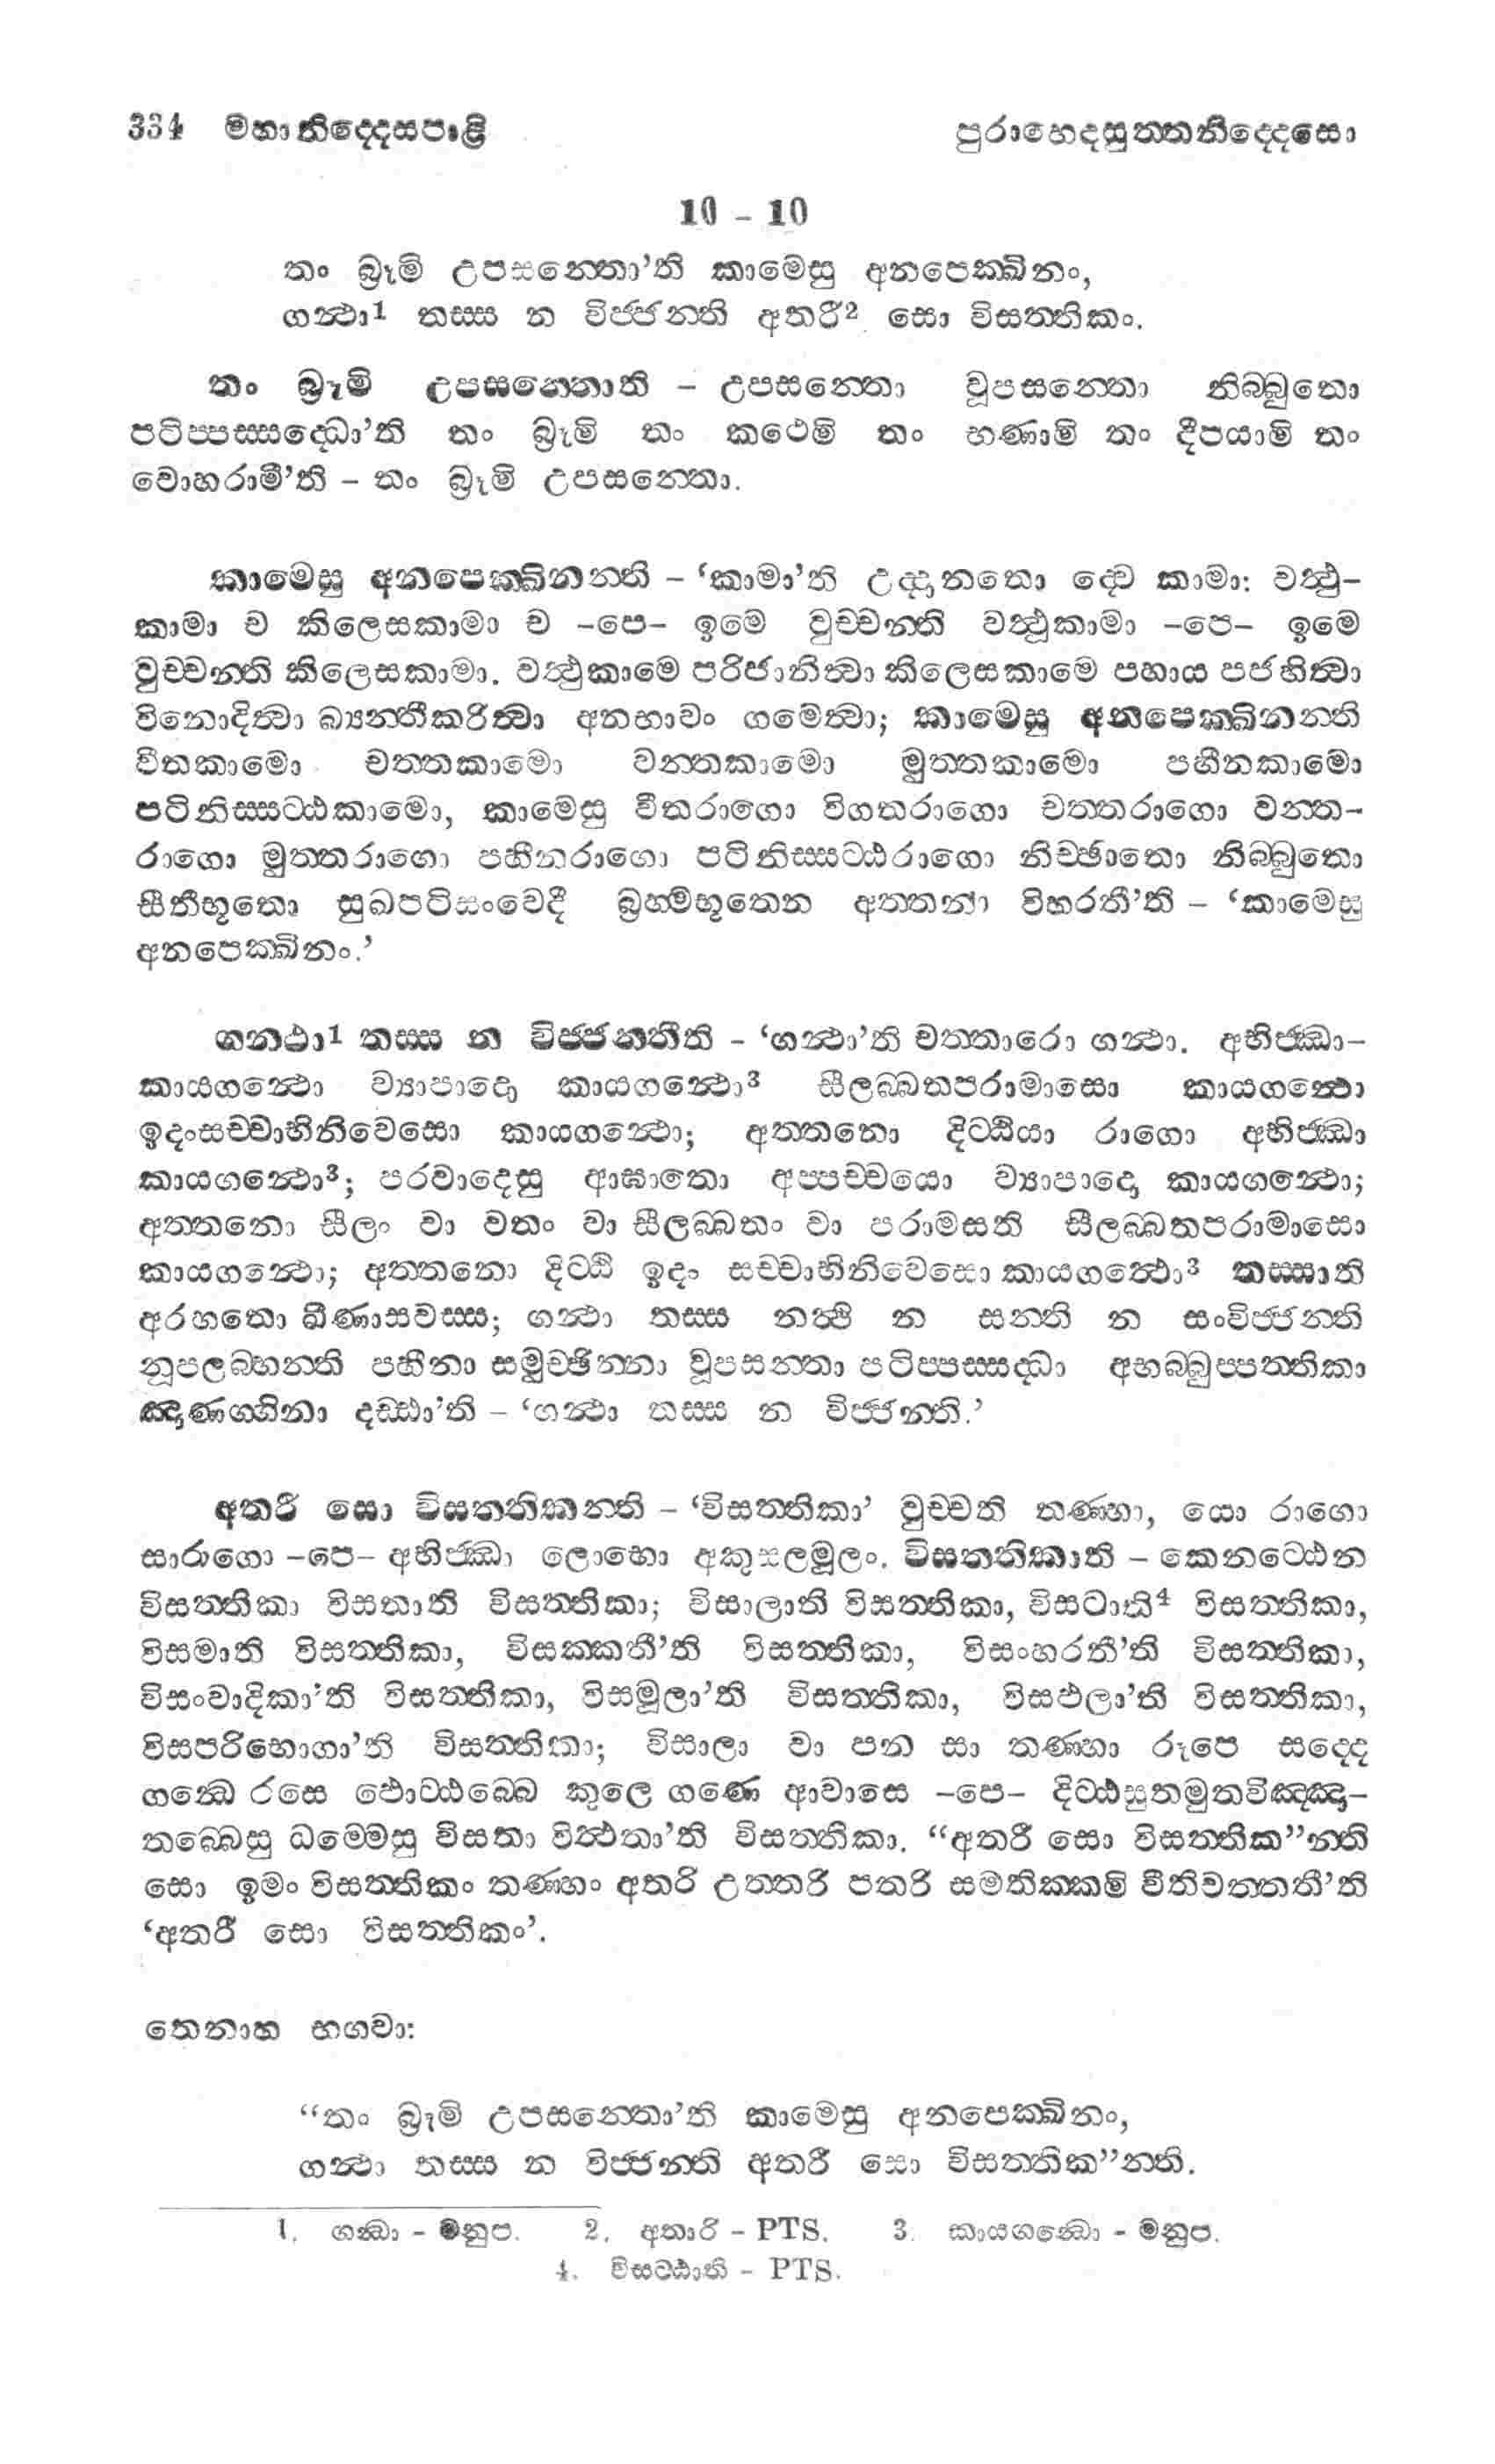 334 මහානිද්දෙසපාළි පුරාභෙදසුත්තනිද්දෙසො
10 – 10
තං බ්‍රූමි උපසන්තො’ති කාමෙසු අනපෙක්ඛිනං,
ගන්ථා1 තස්ස න විජ්ජන්ති අතරී2 සො විසත්තිකං.
තං බ්‍රූමි උපසන්තොති – උපසන්තො වූපසන්තො නිබ්බුතො
පටිප්පස්සද්ධො’ති තං බ්‍රූමි තං කථෙමි තං භණාමි තං දීපයාමි තං
වොහරාමී’ති – තං බ්‍රූමි උපසන්තො.
කාමෙසු අනපෙක්ඛිනන්ති – ‘කාමා’ති උද්දානතො ද්වෙ කාමා: වත්ථු-
කාමා ච කිලෙසකාමා ච –පෙ– ඉමෙ වුච්චන්ති වත්ථුකාමා –පෙ– ඉමෙ
වුච්චන්ති කිලෙසකාමා. වත්ථුකාමෙ පරිජානිත්වා කිලෙසකාමෙ පහාය පජහිත්වා
විනොදිත්වා බ්‍යන්තීකරිත්වා අනභාවං ගමෙත්වා; කාමෙසු අනපෙක්ඛිනන්ති
වීතකාමො චත්තකාමො වන්තකාමො මුත්තකාමො පහීනකාමො
පටිනිස්සට්ඨකාමො, කාමෙසු වීතරාගො විගතරාගො චත්තරාගො වන්ත-
රාගො මුත්තරාගො පහීනරාගො පටිනිස්සට්ඨරාගො නිච්ඡාතො නිබ්බුතො
සීතීභූතො සුඛපටිසංවෙදී බ්‍රහ්මභූතෙන අත්තනා විහරතී’ති – ‘කාමෙසු
අනපෙක්ඛිනං.’
ගන්ථා1 තස්ස න විජ්ජන්තීති – ‘ගන්ථා’ති චත්තාරො ගන්ථා. අභිජ්ඣා-
කායගන්ථො ව්‍යාපාදො කායගන්ථො3 සීලබ්බතපරාමාසො කායගන්ථො
ඉදංසච්චාභිනිවෙසො කායගන්ථො; අත්තනො දිට්ඨියා රාගො අභිජ්ඣා
කායගන්ථො3; පරවාදෙසු ආඝාතො අප්පච්චයො ව්‍යාපාදො කායගන්ථො;
අත්තනො සීලං වා වතං වා සීලබ්බතං වා පරාමසති සීලබ්බතපරාමාසො
කායගන්ථො; අත්තනො දිට්ඨි ඉදං සච්චාභිනිවෙසො කායගන්ථො3 තස්සාති
අරහතො ඛීණාසවස්ස; ගන්ථා තස්ස නත්ථි න සන්ති න සංවිජ්ජන්ති
නූපලබ්භන්ති පහීනා සමුච්ඡින්නා වූපසන්තා පටිප්පස්සද්ධා අභබ්බුප්පත්තිකා
ඤාණග්ගිනා දඩ්ඪා’ති – ‘ගන්ථා තස්ස න විජ්ජන්ති.’
අතරී සො විසත්තිකන්ති – ‘විසත්තිකා’ වුච්චති තණ්හා, යො රාගො
සාරාගො –පෙ– අභිජ්ඣා ලොභො අකුසලමූලං. විසත්තිකාති – කෙනට්ඨෙන
විසත්තිකා විසතාති විසත්තිකා; විසාලාති විසත්තිකා, විසටාති4 විසත්තිකා,
විසමාති විසත්තිකා, විසක්කතී’ති විසත්තිකා, විසංහරතී’ති විසත්තිකා,
විසංවාදිකා’ති විසත්තිකා, විසමූලා’ති විසත්තිකා, විසඵලා’ති විසත්තිකා,
විසපරිභොගා’ති විසත්තිකා; විසාලා වා පන සා තණ්හා රූපෙ සද්දෙ
ගන්ධෙ රසෙ ඵොට්ඨබ්බෙ කුලෙ ගණෙ ආවාසෙ –පෙ– දිට්ඨසුතමුතවිඤ්ඤා-
තබ්බෙසු ධම්මෙසු විසතා විත්ථතා’ති විසත්තිකා. “අතරී සො විසත්තික”න්ති
සො ඉමං විසත්තිකං තණ්හං අතරි උත්තරි පතරි සමතික්කමි වීතිවත්තතී’ති
‘අතරී සො විසත්තිකං’.
තෙනාහ භගවා:
“තං බ්‍රූමි උපසන්තො’ති කාමෙසු අනපෙක්ඛිනං,
ගන්ථා තස්ස න විජ්ජන්ති අතරී සො විසත්තික”න්ති.
1. ගන්ධා – මනුප. 2. අතාරි – PTS. 3. කායගන්ධො – මනුප.
4. විසට්ඨාති – PTS.